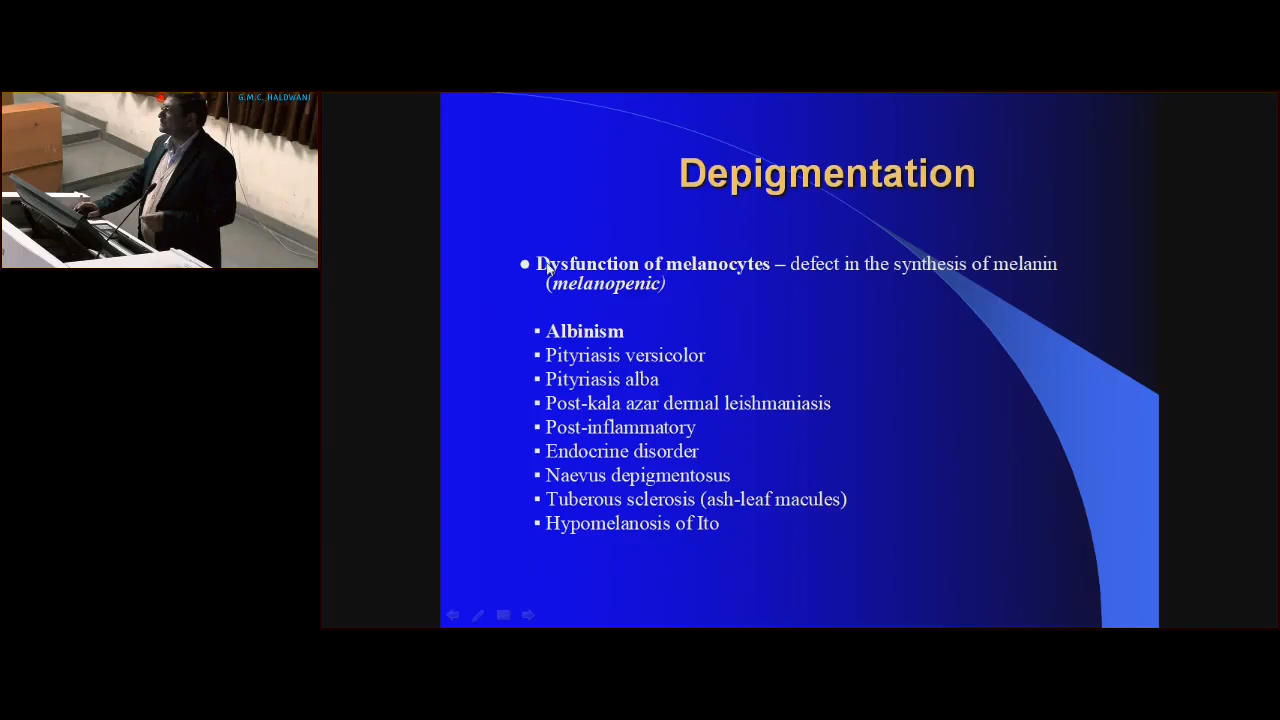 G.M.C. HALDWANI
Depigmentation
● Dysfunction of melanocytes – defect in the synthesis of melanin
(melanopenic)
▪ Albinism
▪ Pityriasis versicolor
▪ Pityriasis alba
▪ Post-kala azar dermal leishmaniasis
▪ Post-inflammatory
▪ Endocrine disorder
▪ Naevus depigmentosus
▪ Tuberous sclerosis (ash-leaf macules)
▪ Hypomelanosis of Ito